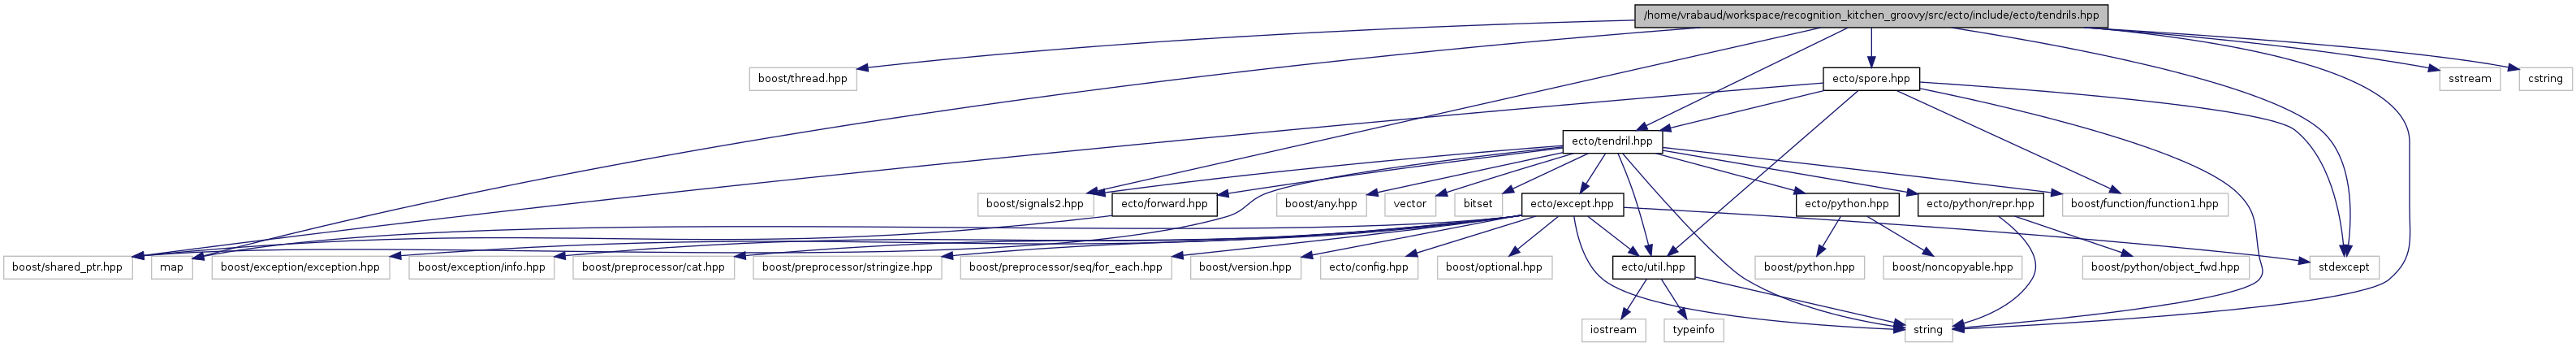 /home/vrabaud/workspace/recognition_kitchen_groovy/src/ecto/include/ecto/tendrils.hpp
boost/thread.hpp
ecto/spore.hpp
sstream
cstring
ecto/tendril.hpp
boost/signals2.hpp
ecto/forward.hpp
boost/any.hpp
vector
bitset
ecto/except.hpp
ecto/python.hpp
ecto/python/repr.hpp
boost/function/function1.hpp
boost/shared_ptr.hpp
map
boost/exception/exception.hpp
boost/exception/info.hpp
boost/preprocessor/cat.hpp
boost/preprocessor/stringize.hpp
boost/preprocessor/seq/for_each.hpp
boost/version.hpp
ecto/config.hpp
boost/optional.hpp
ecto/util.hpp
boost/python.hpp
boost/noncopyable.hpp
boost/python/object_fwd.hpp
stdexcept
iostream
typeinfo
string